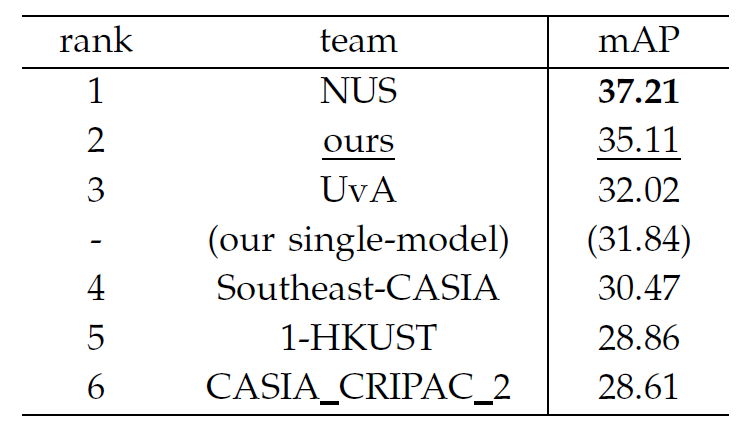 rank team mAP
1 NUS 37.21
2 ours 35.11
3 UvA 32.02
- (our single-model) (31.84)
4 Southeast-CASIA 30.47
5 1-HKUST 28.86
6 CASIA_CRIPAC_2 28.61